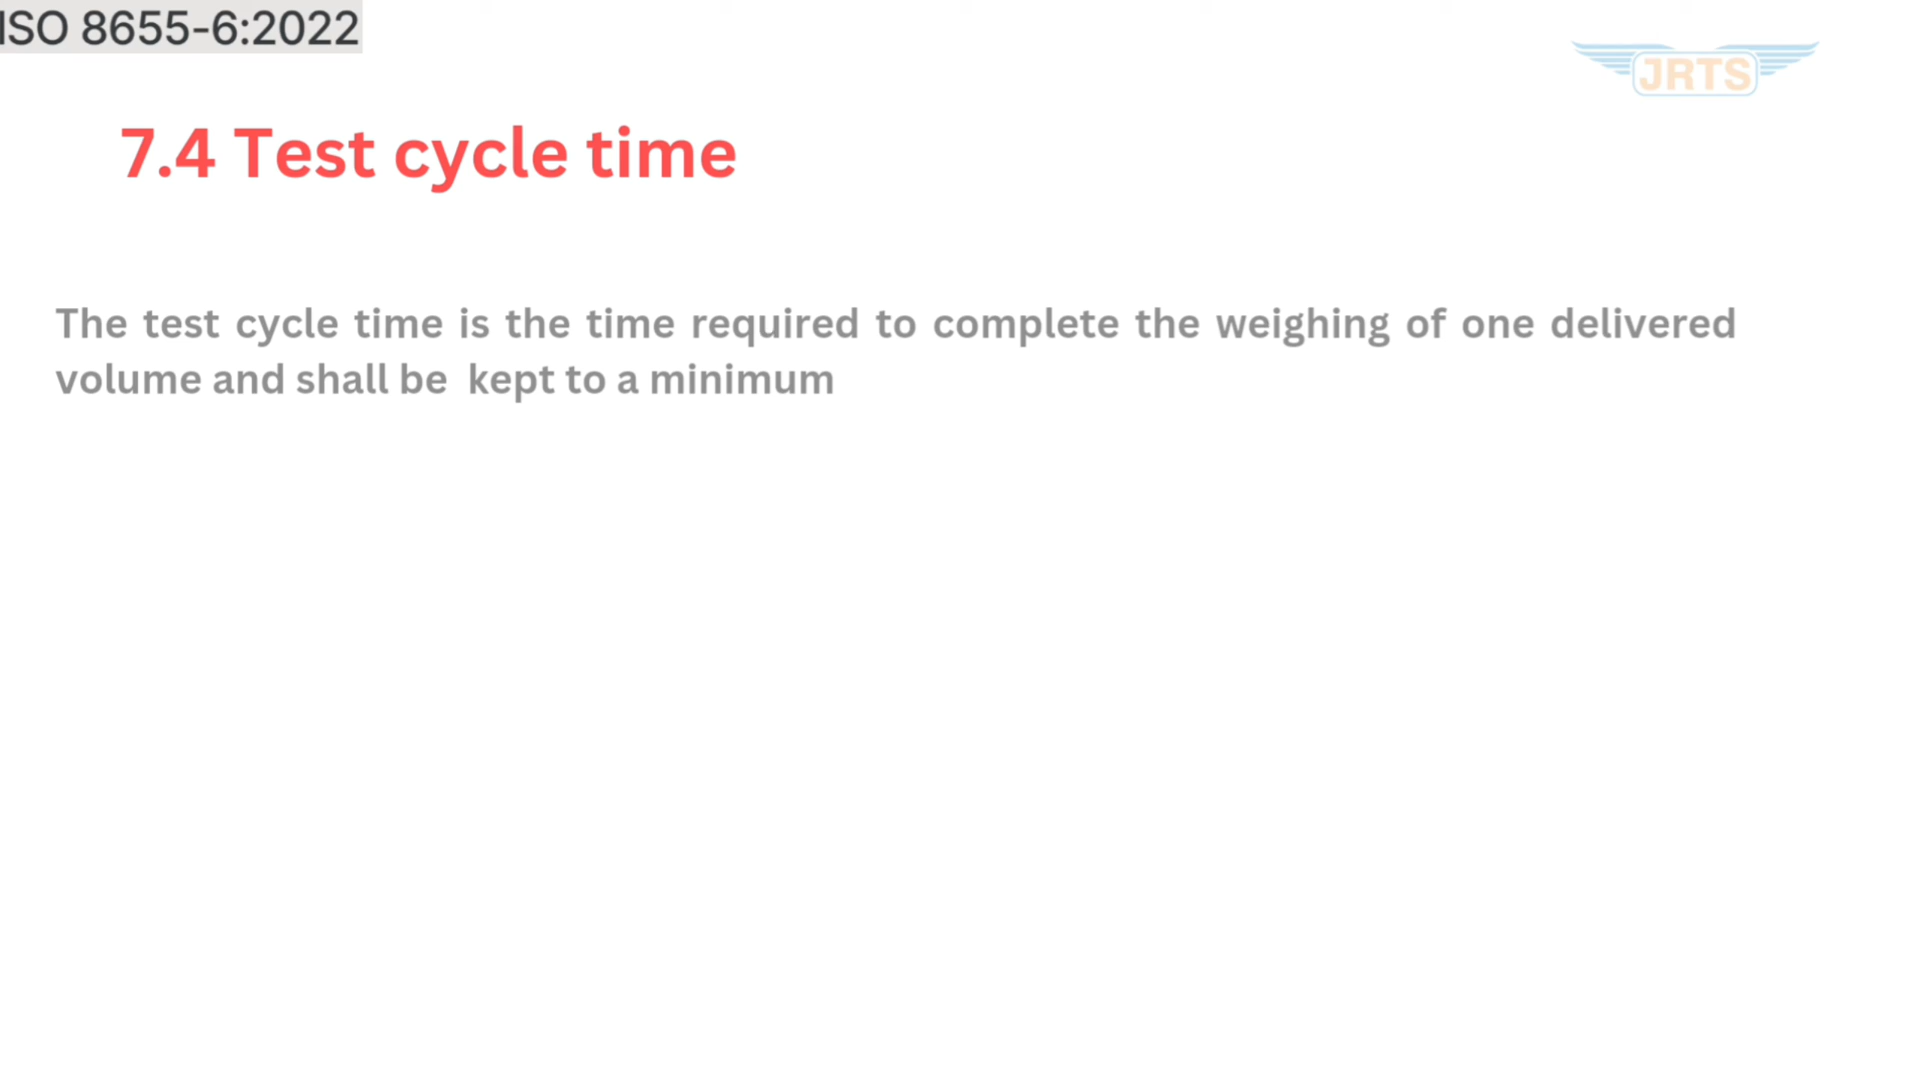 ISO 8655-6:2022
JRTS
7.4 Test cycle time
The test cycle time is the time required to complete the weighing of one delivered
volume and shall be kept to a minimum